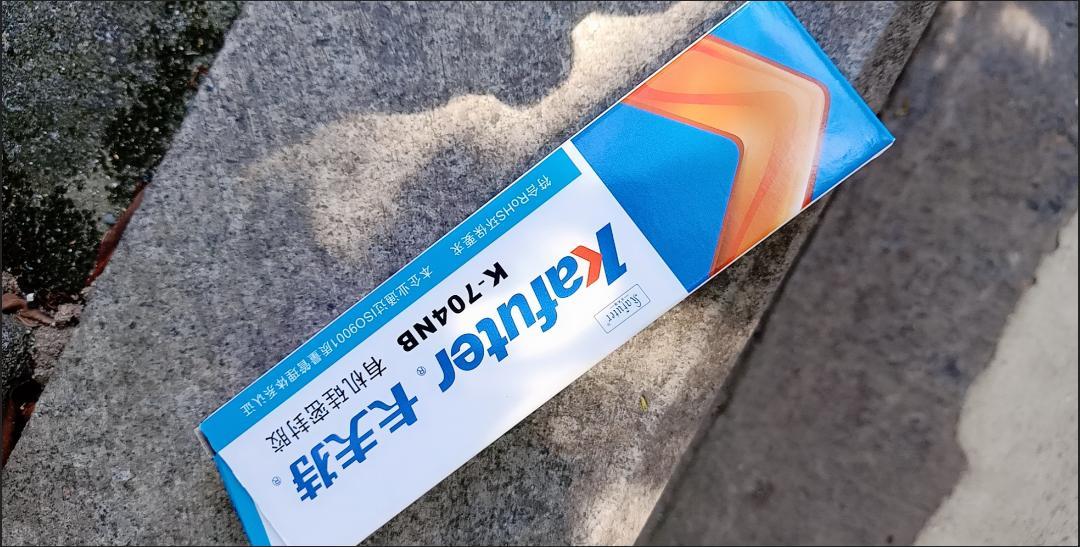 Kafuter
Kafuter® 卡夫特®
K-704NB 有机硅密封胶
符合RoHS环保要求 本企业通过ISO9001质量管理体系认证